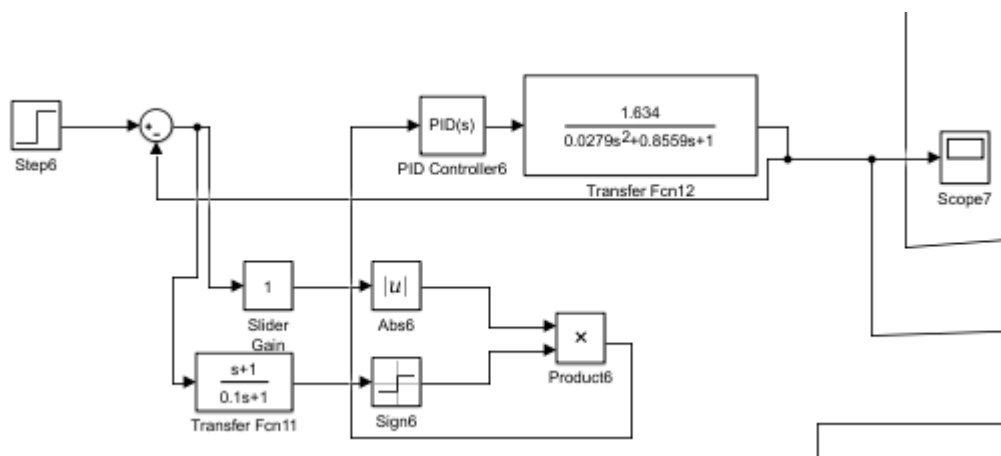 1.634
0.0279s²+0.8559s+1
PID(s)
+
-
Step6
PID Controller6
Transfer Fcn12
Scope7
1
|u|
Slider
Gain
Abs6
×
Product6
s+1
0.1s+1
Transfer Fcn11
Sign6